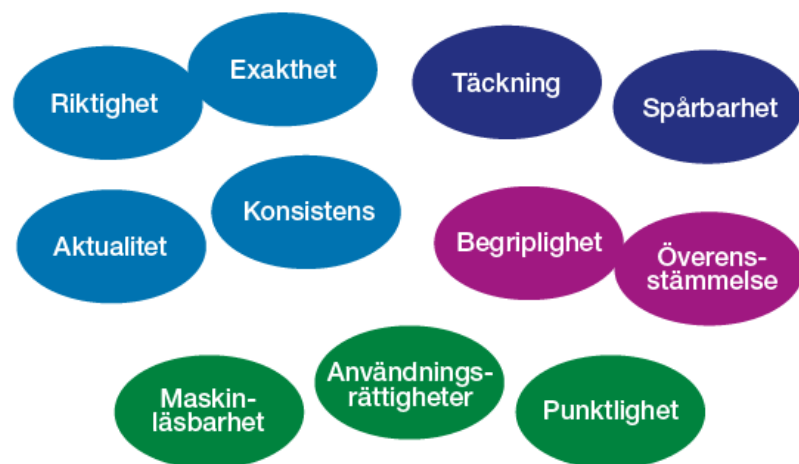 Riktighet
Exakthet
Täckning
Spårbarhet
Aktualitet
Konsistens
Begriplighet
Överens-
stämmelse
Maskin-
läsbarhet
Användnings-
rättigheter
Punktlighet